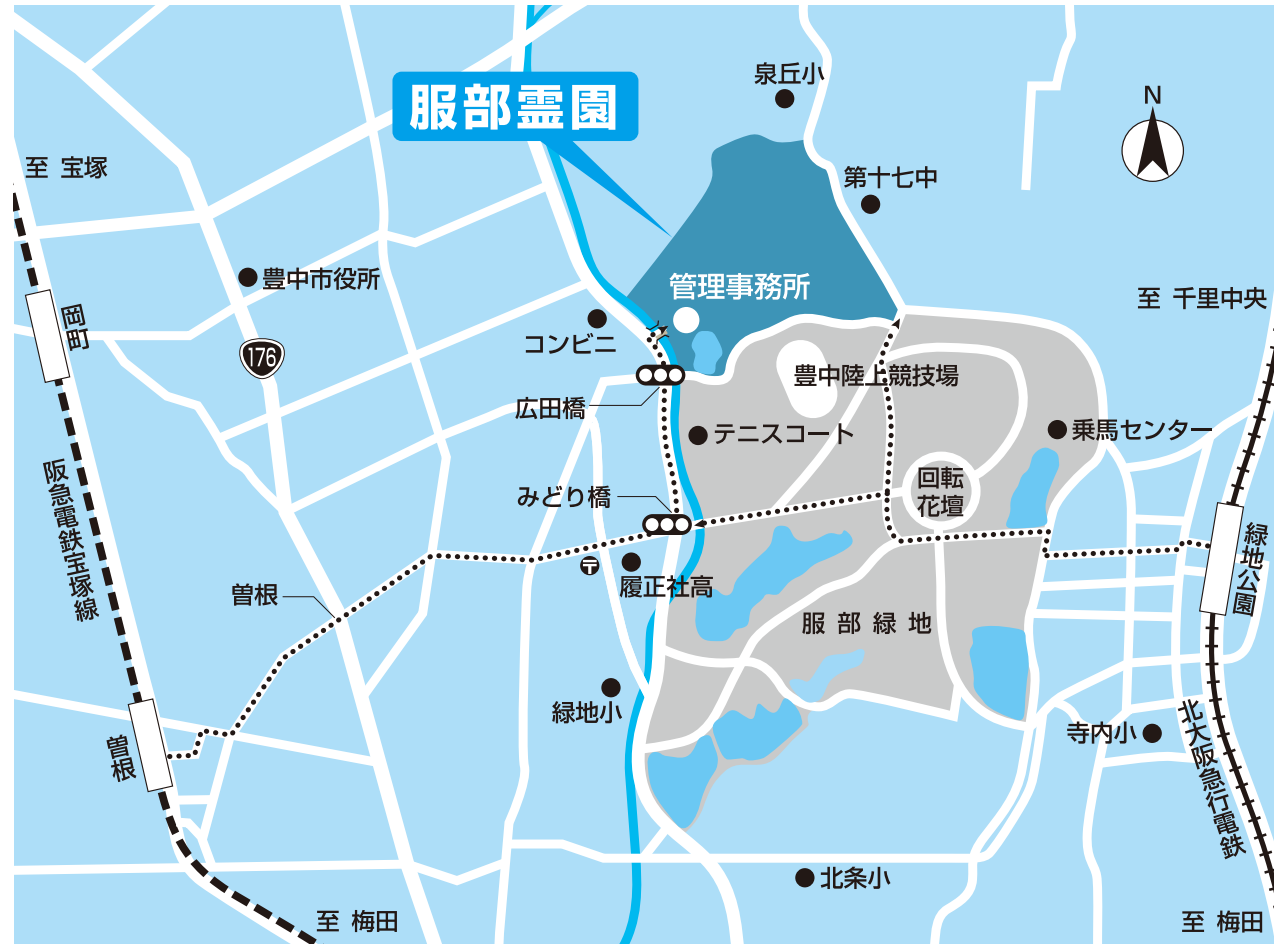 服部霊園
泉丘小
N
至 宝塚
第十七中
豊中市役所
管理事務所
至 千里中央
岡町
コンビニ
176
豊中陸上競技場
広田橋
テニスコート
乗馬センター
回転
花壇
みどり橋
阪急電鉄宝塚線
緑地公園
〒
履正社高
曽根
服部緑地
緑地小
寺内小
曽根
北大阪急行電鉄
北条小
至 梅田
至 梅田